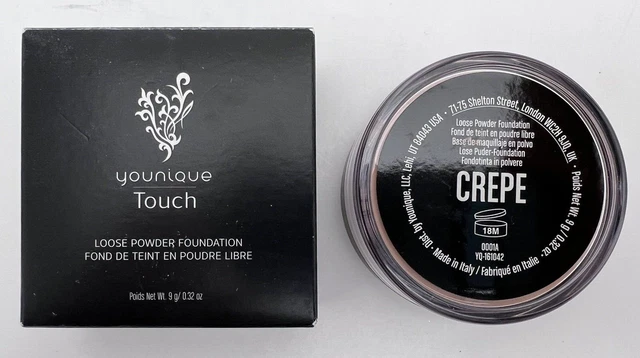 younique
Touch
LOOSE POWDER FOUNDATION
FOND DE TEINT EN POUDRE LIBRE
Poids Net Wt. 9 g/ 0.32 oz
Dist. by Younique, LLC, Lehi, UT 84043 USA • 71-75 Shelton Street, London WC2H 9JQ, UK • Poids Net Wt. 9 g / 0.32 oz •
Made in Italy / Fabriqué en Italie •
Loose Powder Foundation
Fond de teint en poudre libre
Base de maquillaje en polvo
Lose Puder-Foundation
Fondotinta in polvere
CREPE
18M
0001A
YQ-161042